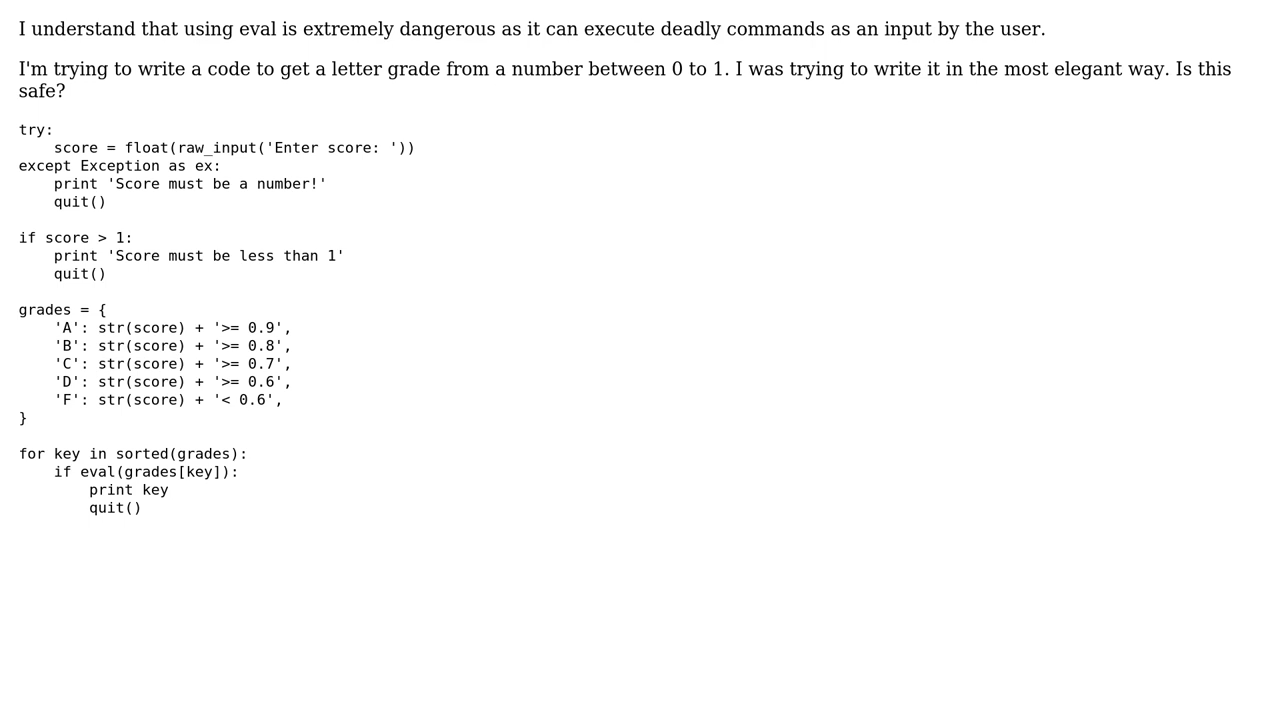 I understand that using eval is extremely dangerous as it can execute deadly commands as an input by the user.
I'm trying to write a code to get a letter grade from a number between 0 to 1. I was trying to write it in the most elegant way. Is this
safe?
try:
    score = float(raw_input('Enter score: '))
except Exception as ex:
    print 'Score must be a number!'
    quit()

if score > 1:
    print 'Score must be less than 1'
    quit()

grades = {
    'A': str(score) + '>= 0.9',
    'B': str(score) + '>= 0.8',
    'C': str(score) + '>= 0.7',
    'D': str(score) + '>= 0.6',
    'F': str(score) + '< 0.6',
}

for key in sorted(grades):
    if eval(grades[key]):
        print key
        quit()